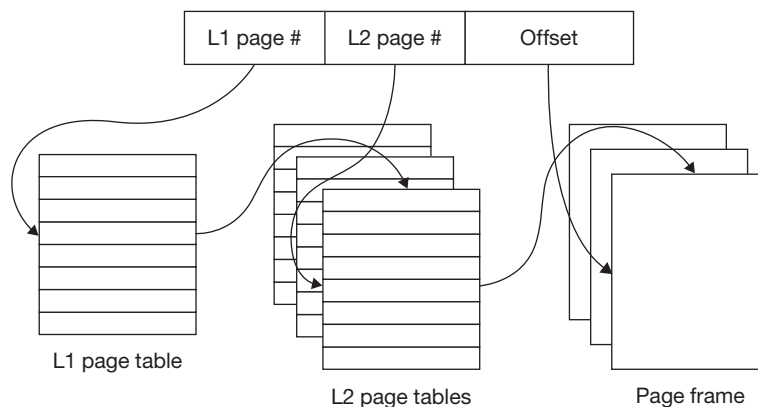 L1 page # L2 page # Offset
L1 page table
L2 page tables
Page frame